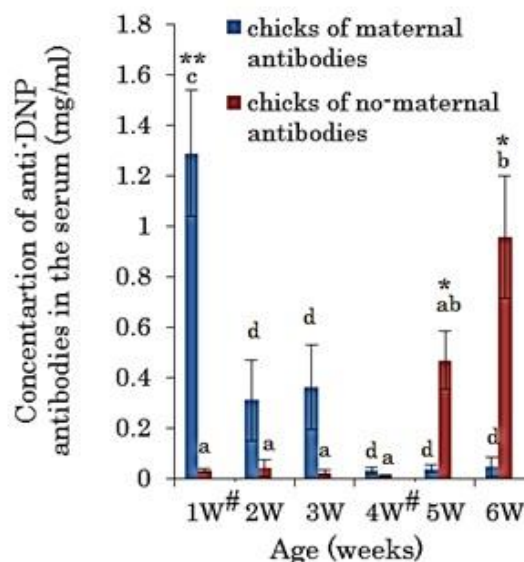 Concentartion of anti-DNP
antibodies in the serum (mg/ml)
1.8
1.6
1.4
1.2
1
0.8
0.6
0.4
0.2
0
chicks of maternal
antibodies
chicks of no-maternal
antibodies
**
c
a
d
a
d
a
d
a
d
*
ab
d
*
b
1W# 2W 3W 4W# 5W 6W
Age (weeks)